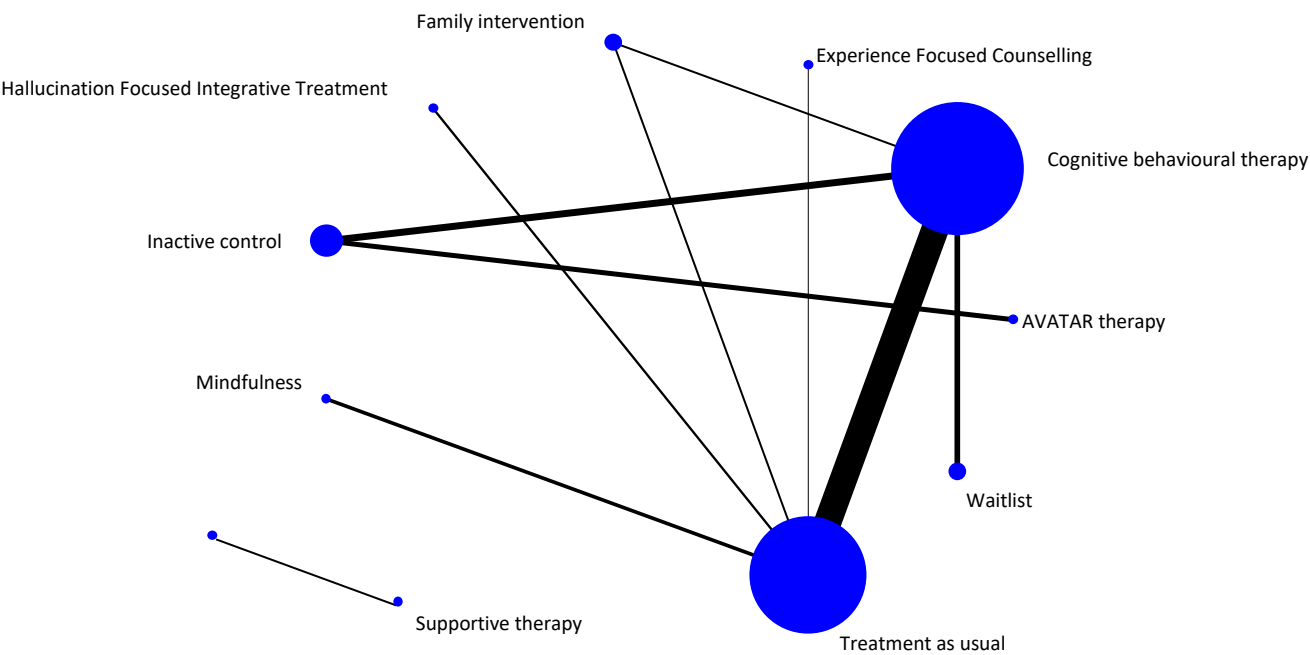 Family intervention
Experience Focused Counselling
Hallucination Focused Integrative Treatment
Cognitive behavioural therapy
Inactive control
AVATAR therapy
Mindfulness
Waitlist
Supportive therapy
Treatment as usual